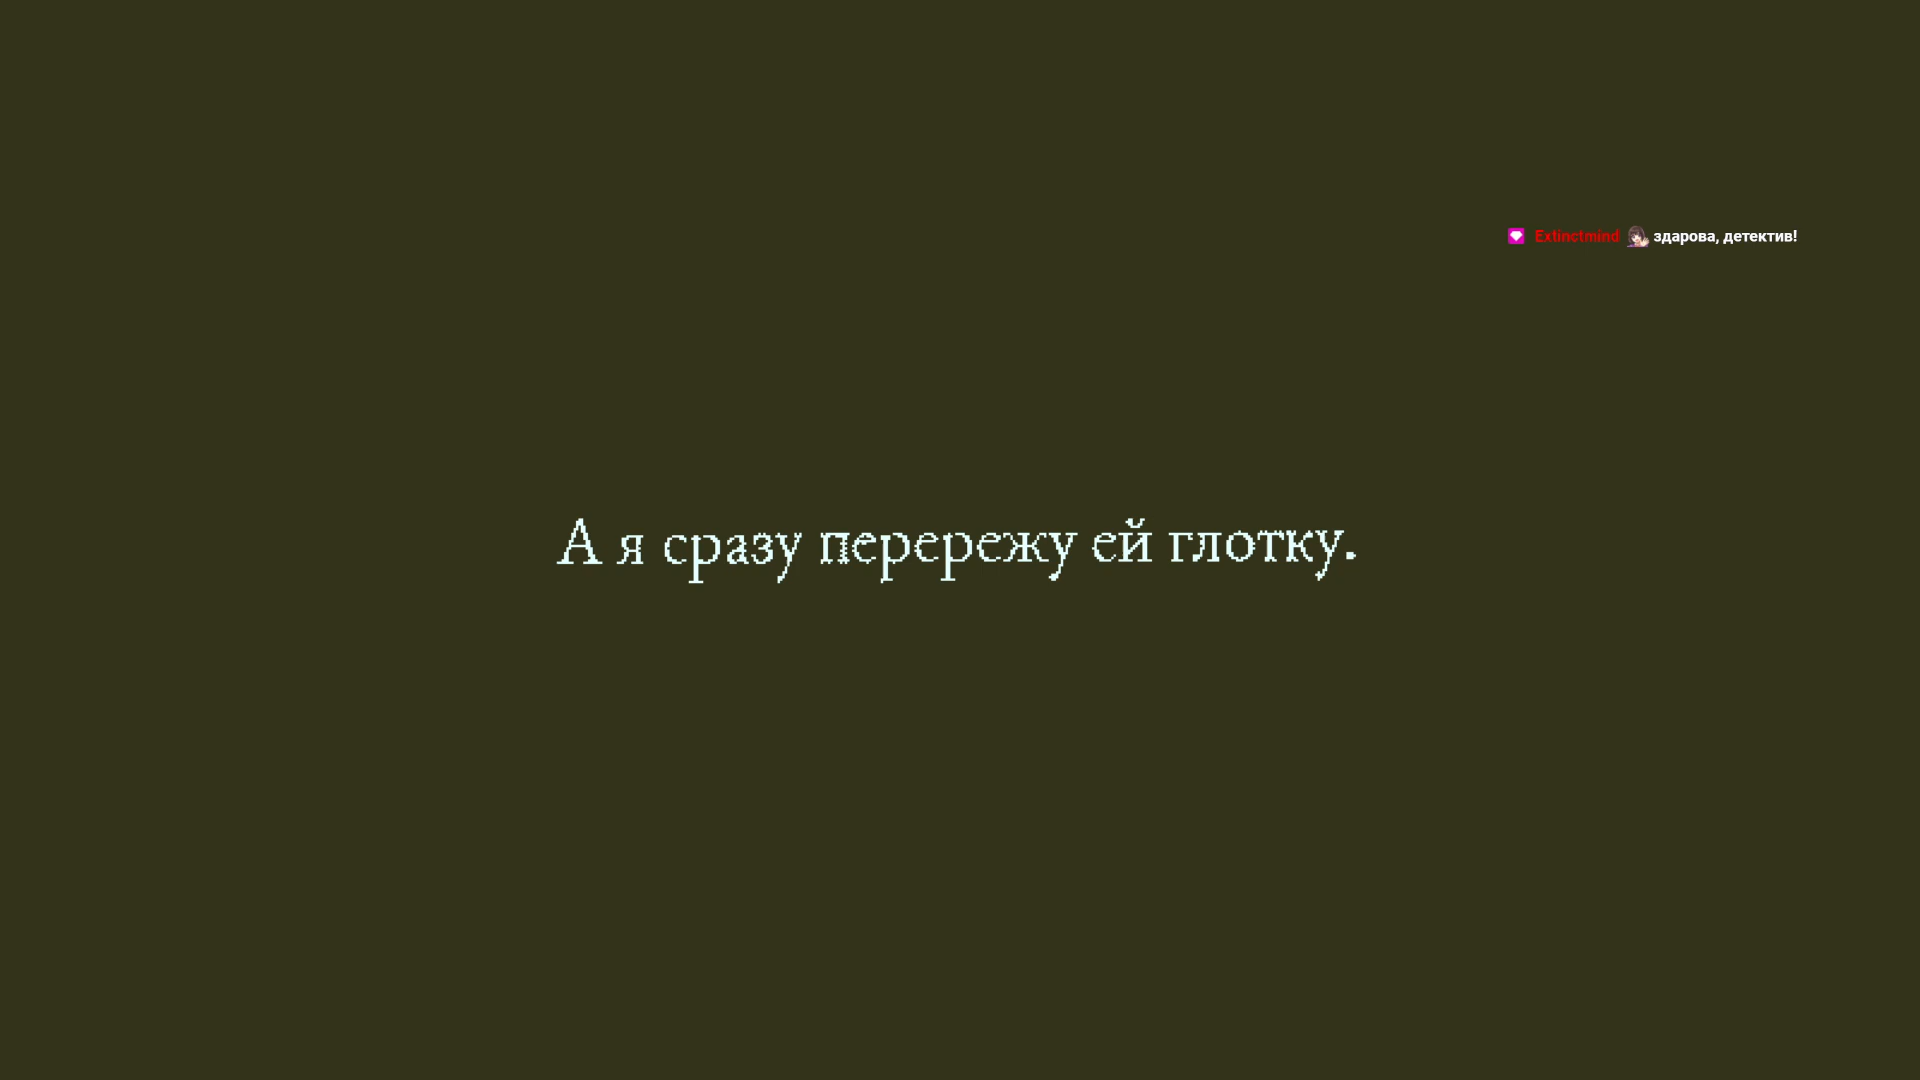 Extinctmind здарова, детектив!
А я сразу перережу ей глотку.